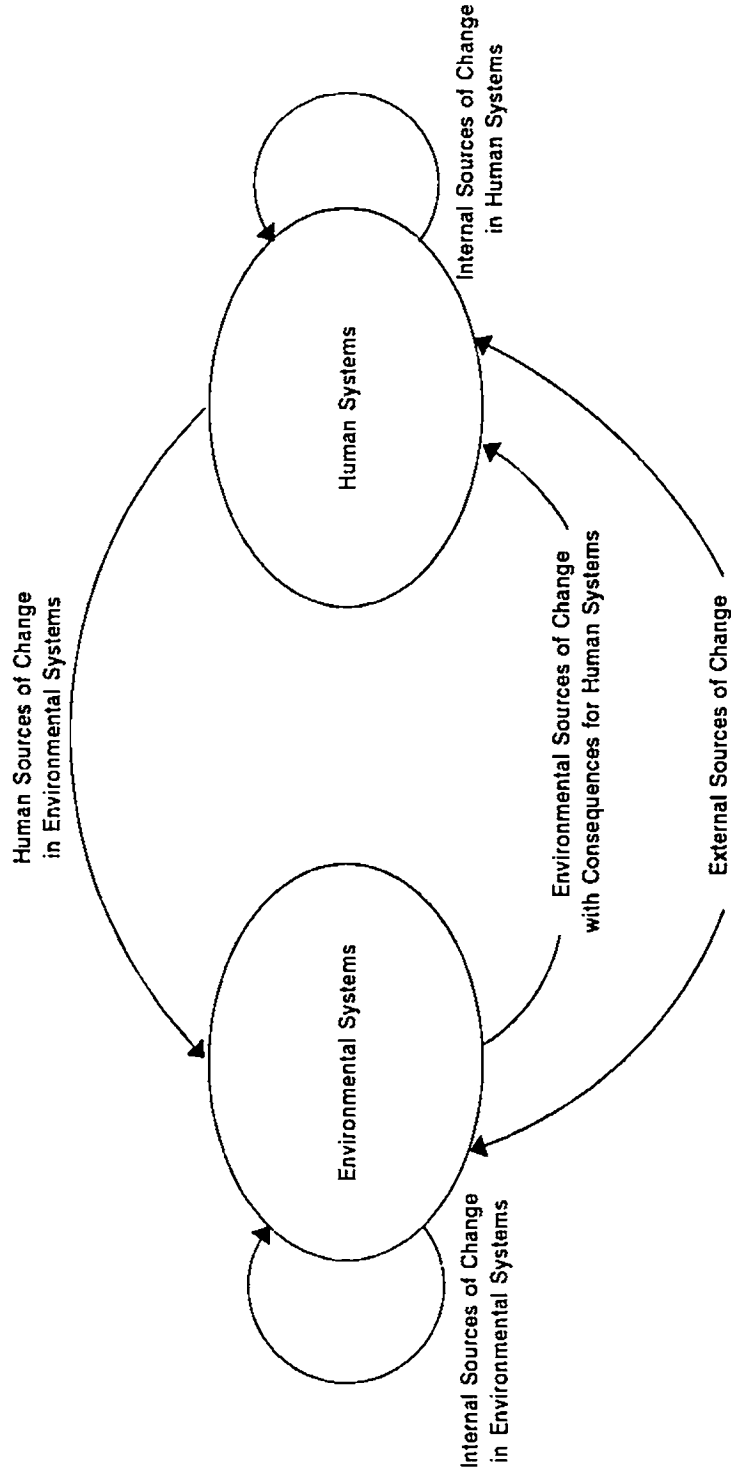 Human Sources of Change
in Environmental Systems
Environmental Systems
Human Systems
Internal Sources of Change
in Environmental Systems
Internal Sources of Change
in Human Systems
Environmental Sources of Change
with Consequences for Human Systems
External Sources of Change